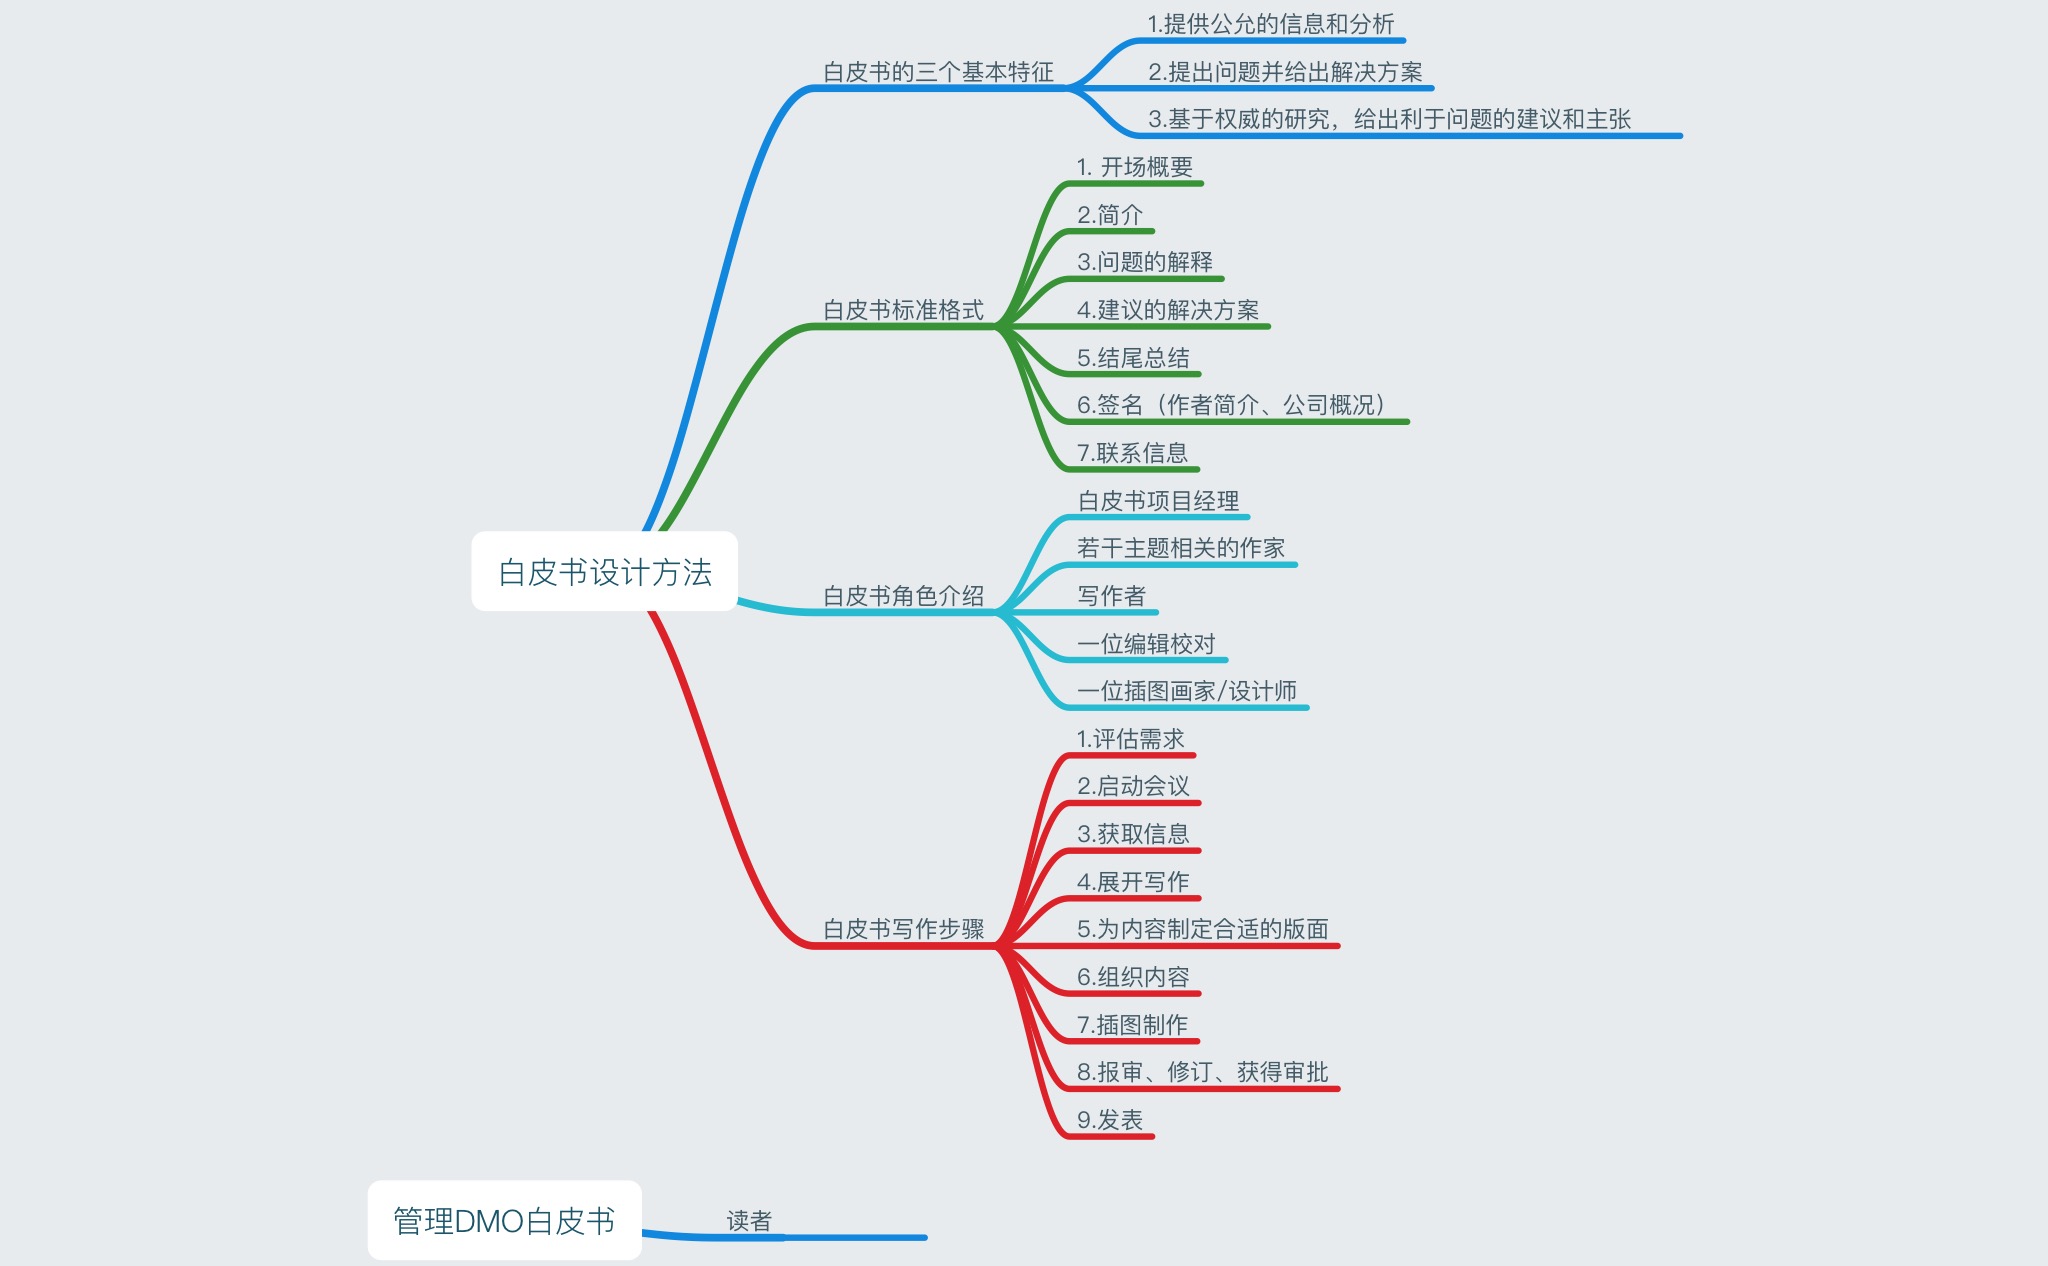 白皮书设计方法
白皮书的三个基本特征
1.提供公允的信息和分析
2.提出问题并给出解决方案
3.基于权威的研究，给出利于问题的建议和主张
白皮书标准格式
1. 开场概要
2.简介
3.问题的解释
4.建议的解决方案
5.结尾总结
6.签名（作者简介、公司概况）
7.联系信息
白皮书角色介绍
白皮书项目经理
若干主题相关的作家
写作者
一位编辑校对
一位插图画家/设计师
白皮书写作步骤
1.评估需求
2.启动会议
3.获取信息
4.展开写作
5.为内容制定合适的版面
6.组织内容
7.插图制作
8.报审、修订、获得审批
9.发表
管理DMO白皮书
读者